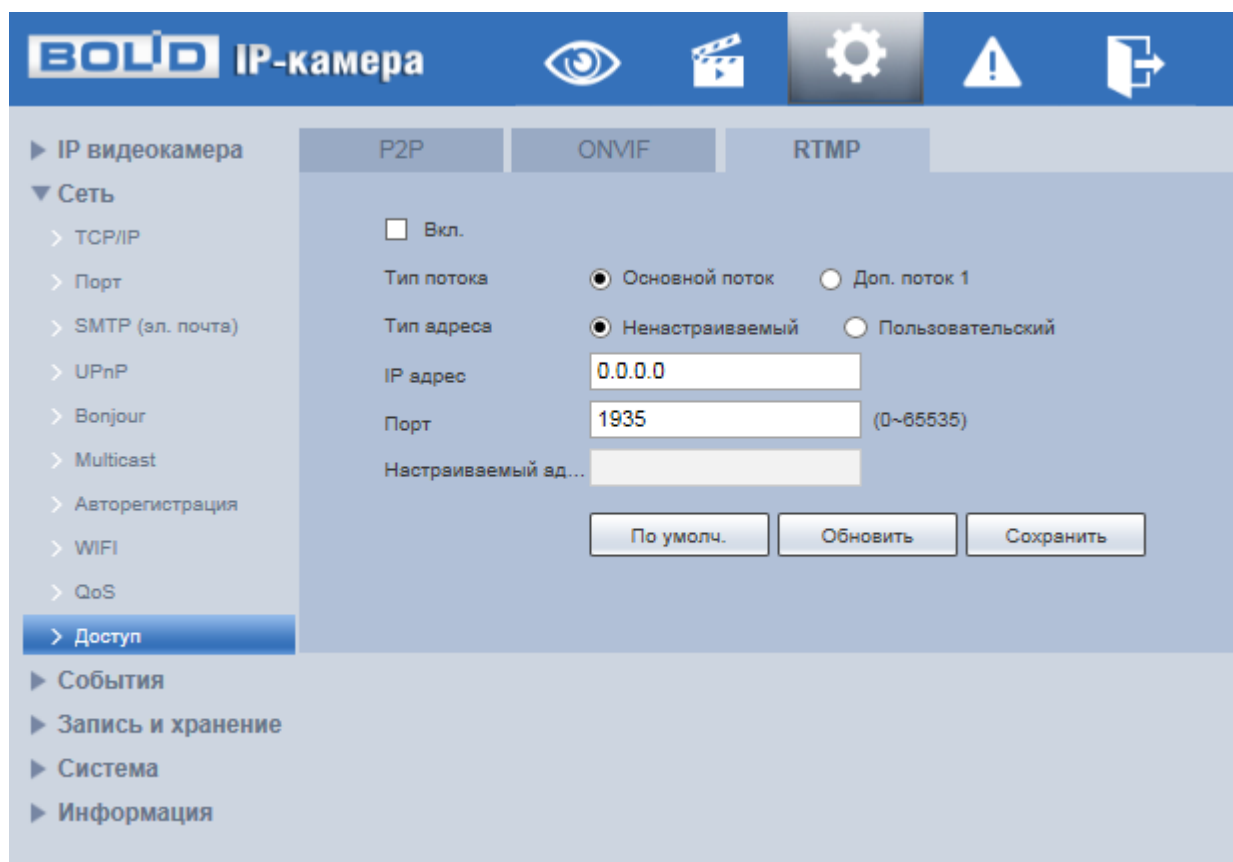 BOLID IP-камера
IP видеокамера
Сеть
TCP/IP
Порт
SMTP (эл. почта)
UPnP
Bonjour
Multicast
Авторегистрация
WIFI
QoS
Доступ
События
Запись и хранение
Система
Информация
P2P ONVIF RTMP
Вкл.
Тип потока Основной поток Доп. поток 1
Тип адреса Ненастраиваемый Пользовательский
IP адрес 0.0.0.0
Порт 1935 (0~65535)
Настраиваемый ад...
По умолч. Обновить Сохранить